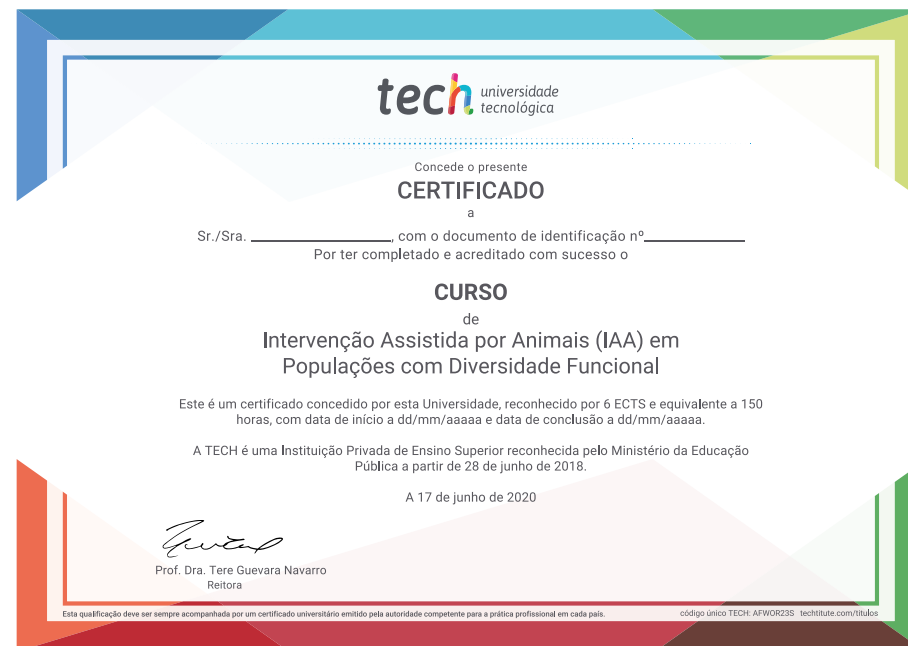 tech universidade
tecnológica
Concede o presente
CERTIFICADO
a
Sr./Sra. ____________________, com o documento de identificação nº______________
Por ter completado e acreditado com sucesso o
CURSO
de
Intervenção Assistida por Animais (IAA) em
Populações com Diversidade Funcional
Este é um certificado concedido por esta Universidade, reconhecido por 6 ECTS e equivalente a 150
horas, com data de início a dd/mm/aaaaa e data de conclusão a dd/mm/aaaaa.
A TECH é uma Instituição Privada de Ensino Superior reconhecida pelo Ministério da Educação
Pública a partir de 28 de junho de 2018.
A 17 de junho de 2020
Prof. Dra. Tere Guevara Navarro
Reitora
Esta qualificação deve ser sempre acompanhada por um certificado universitário emitido pela autoridade competente para a prática profissional em cada país.
código único TECH: AFWOR23S techtitute.com/titulos